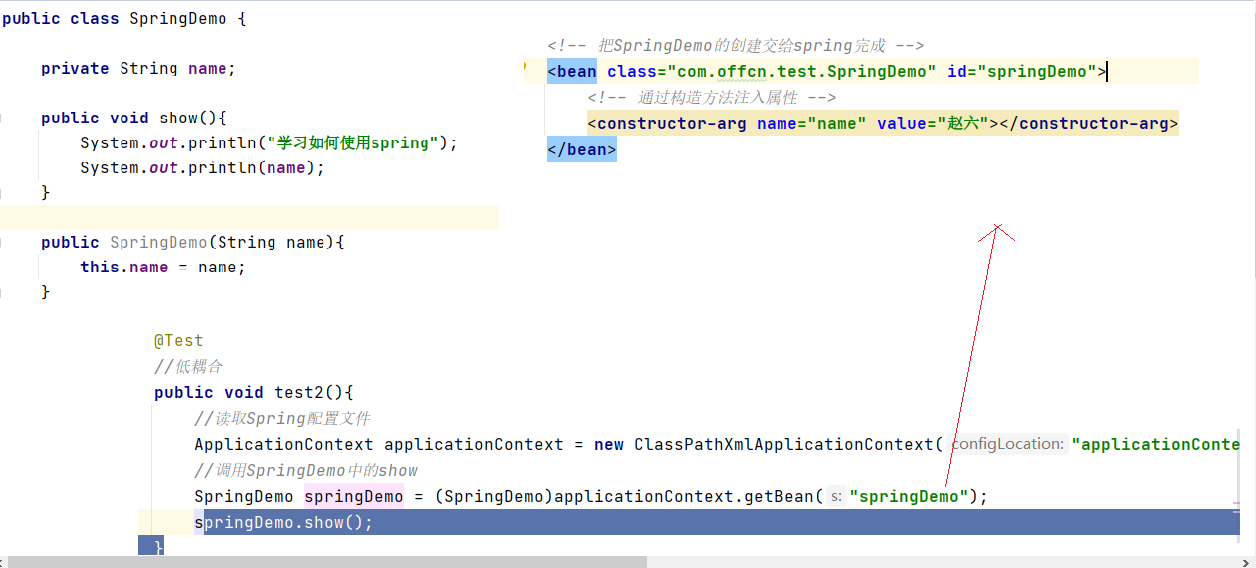 public class SpringDemo {
private String name;
public void show(){
System.out.println("学习如何使用spring");
System.out.println(name);
}
public SpringDemo(String name){
this.name = name;
}
<!-- 把SpringDemo的创建交给spring完成 -->
<bean class="com.offcn.test.SpringDemo" id="springDemo">
<!-- 通过构造方法注入属性 -->
<constructor-arg name="name" value="赵六"></constructor-arg>
</bean>
@Test
//低耦合
public void test2(){
//读取Spring配置文件
ApplicationContext applicationContext = new ClassPathXmlApplicationContext( configLocation: "applicationConte
//调用SpringDemo中的show
SpringDemo springDemo = (SpringDemo)applicationContext.getBean( s: "springDemo");
springDemo.show();
}